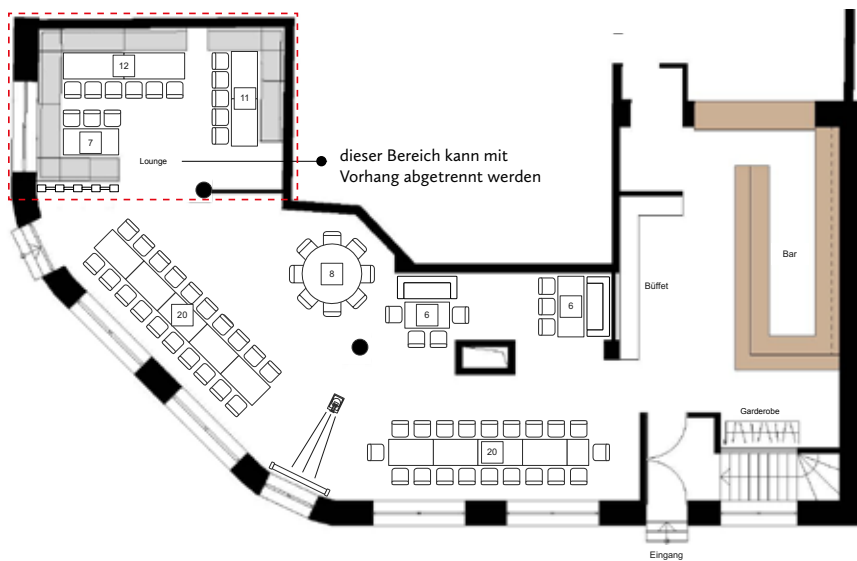 12
11
7
Lounge
dieser Bereich kann mit
Vorhang abgetrennt werden
8
20
6
6
Büffet
Bar
Garderobe
20
Eingang